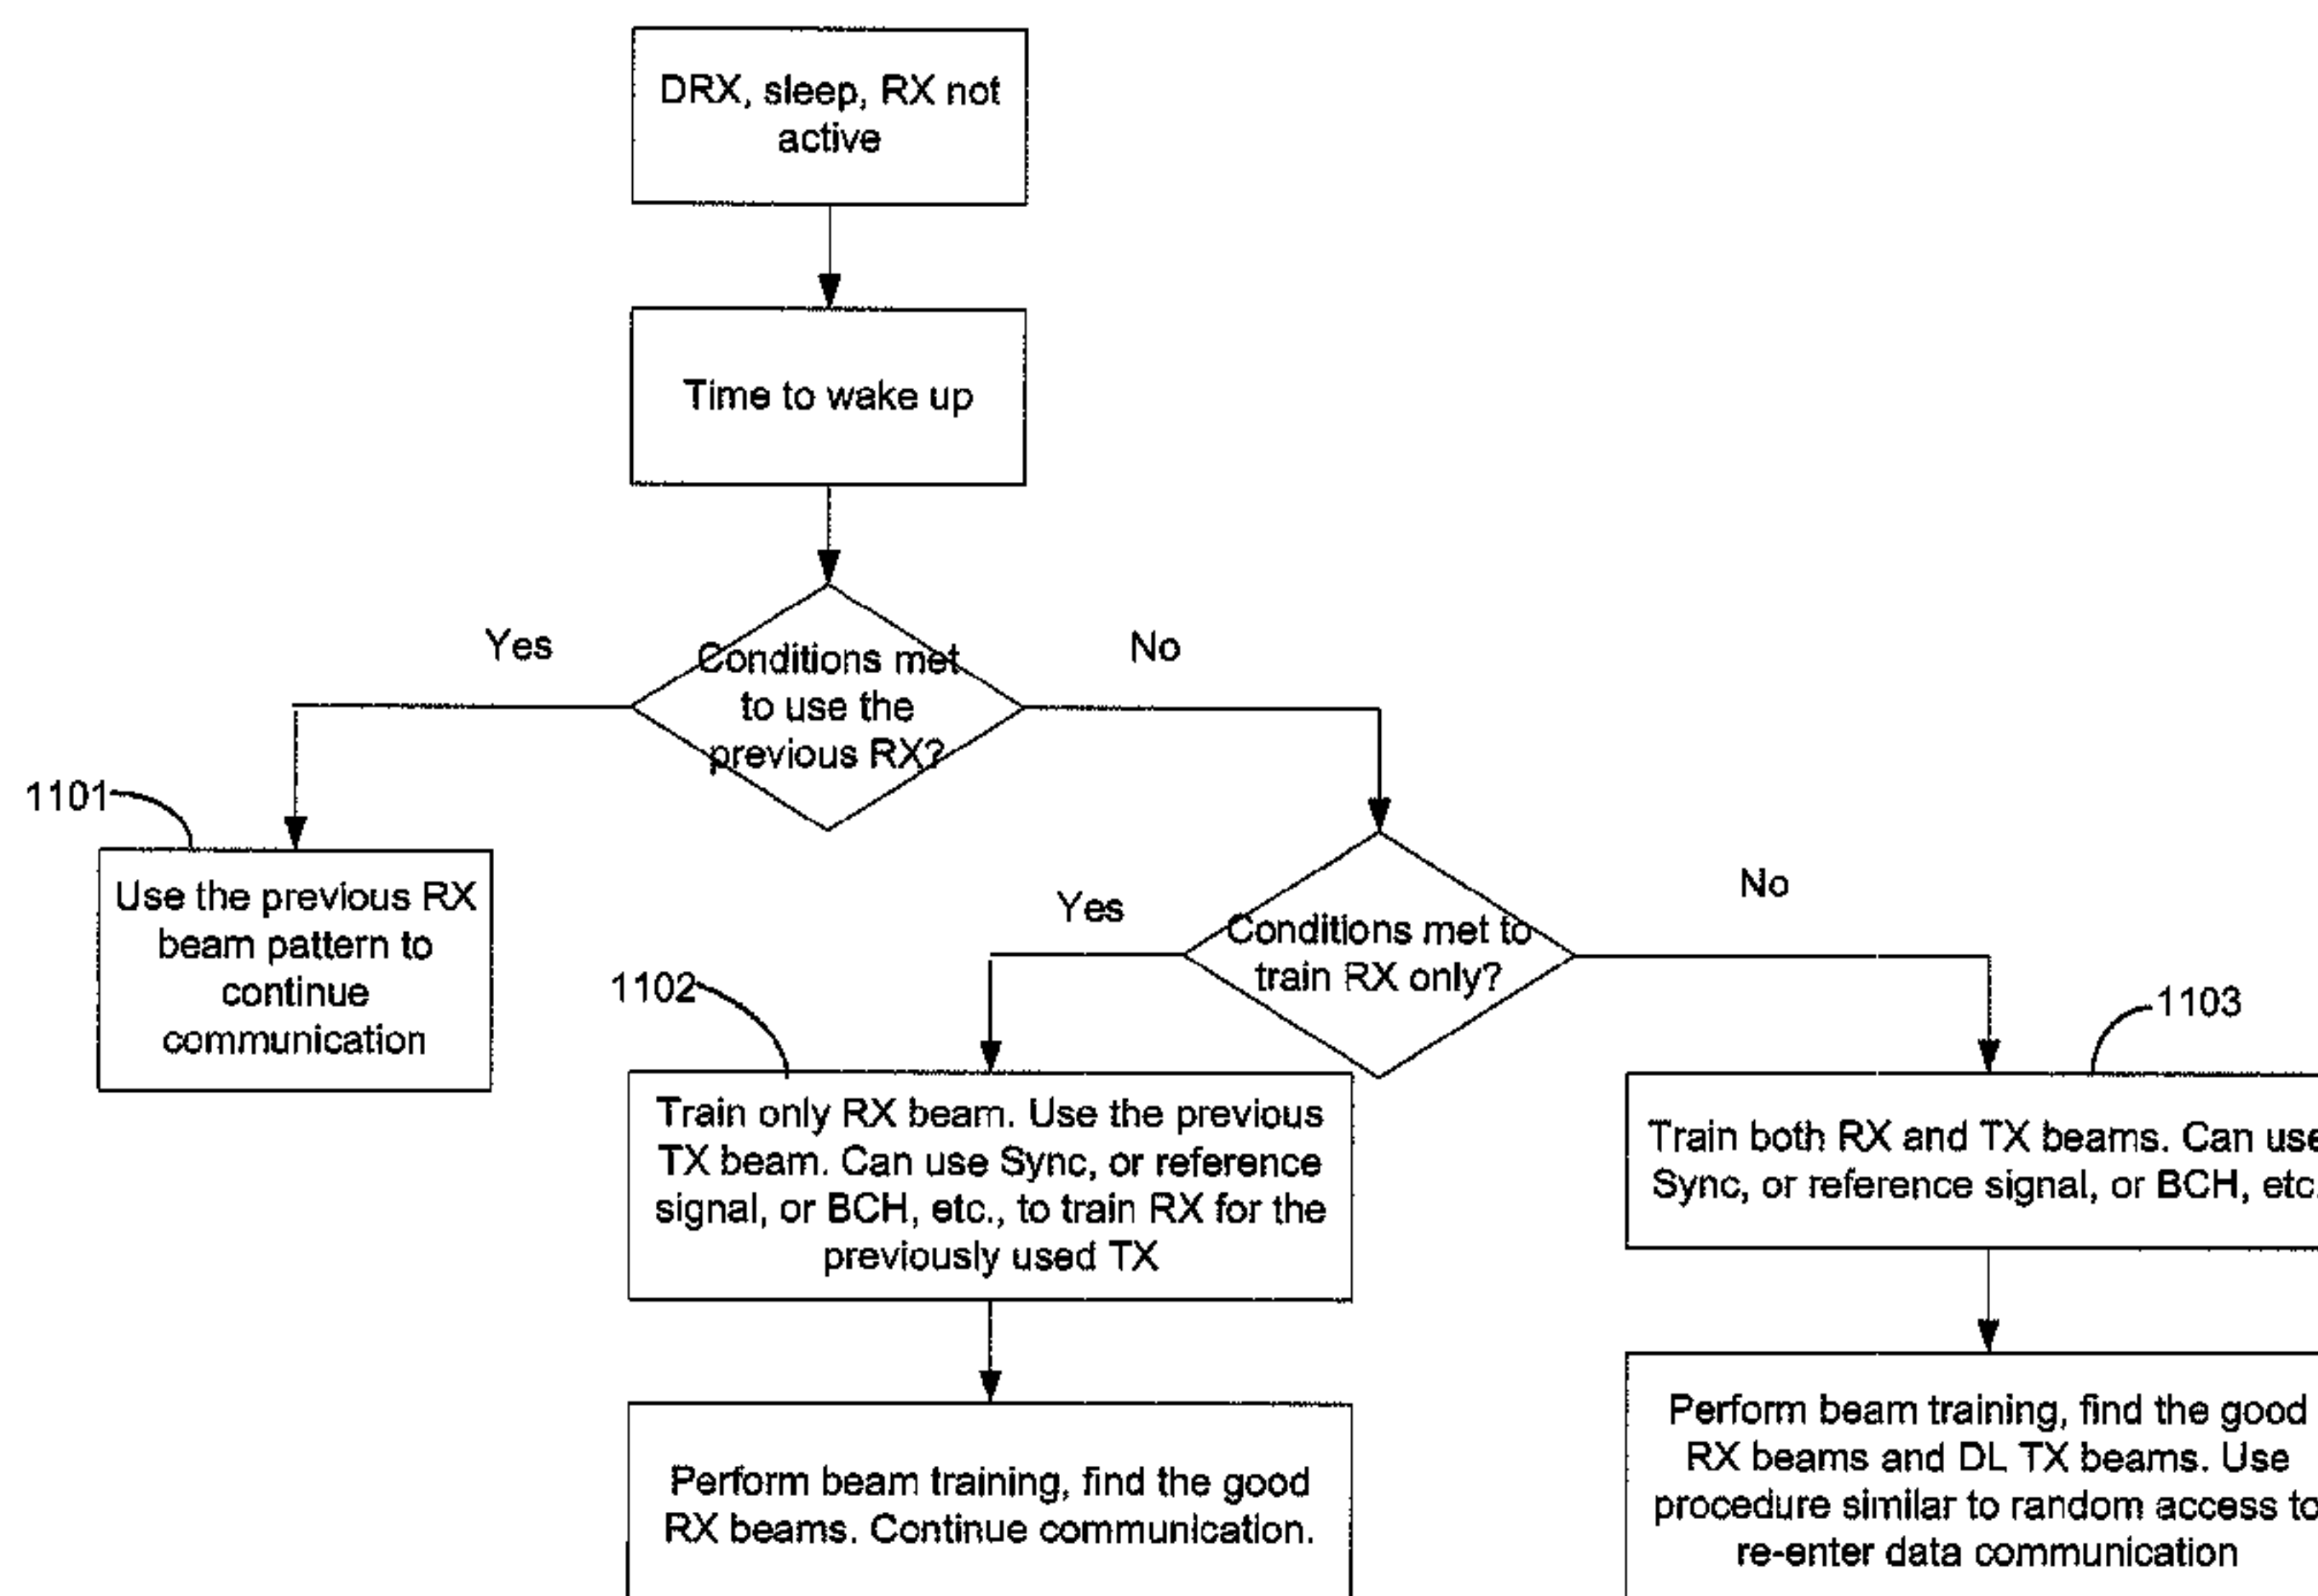 DRX, sleep, RX not
active
Time to wake up
Yes
Conditions met
to use the
previous RX?
No
1101
Use the previous RX
beam pattern to
continue
communication
Yes
Conditions met to
train RX only?
No
1102
Train only RX beam. Use the previous
TX beam. Can use Sync, or reference
signal, or BCH, etc., to train RX for the
previously used TX
1103
Train both RX and TX beams. Can use
Sync, or reference signal, or BCH, etc.
Perform beam training, find the good
RX beams. Continue communication.
Perform beam training, find the good
RX beams and DL TX beams. Use
procedure similar to random access to
re-enter data communication